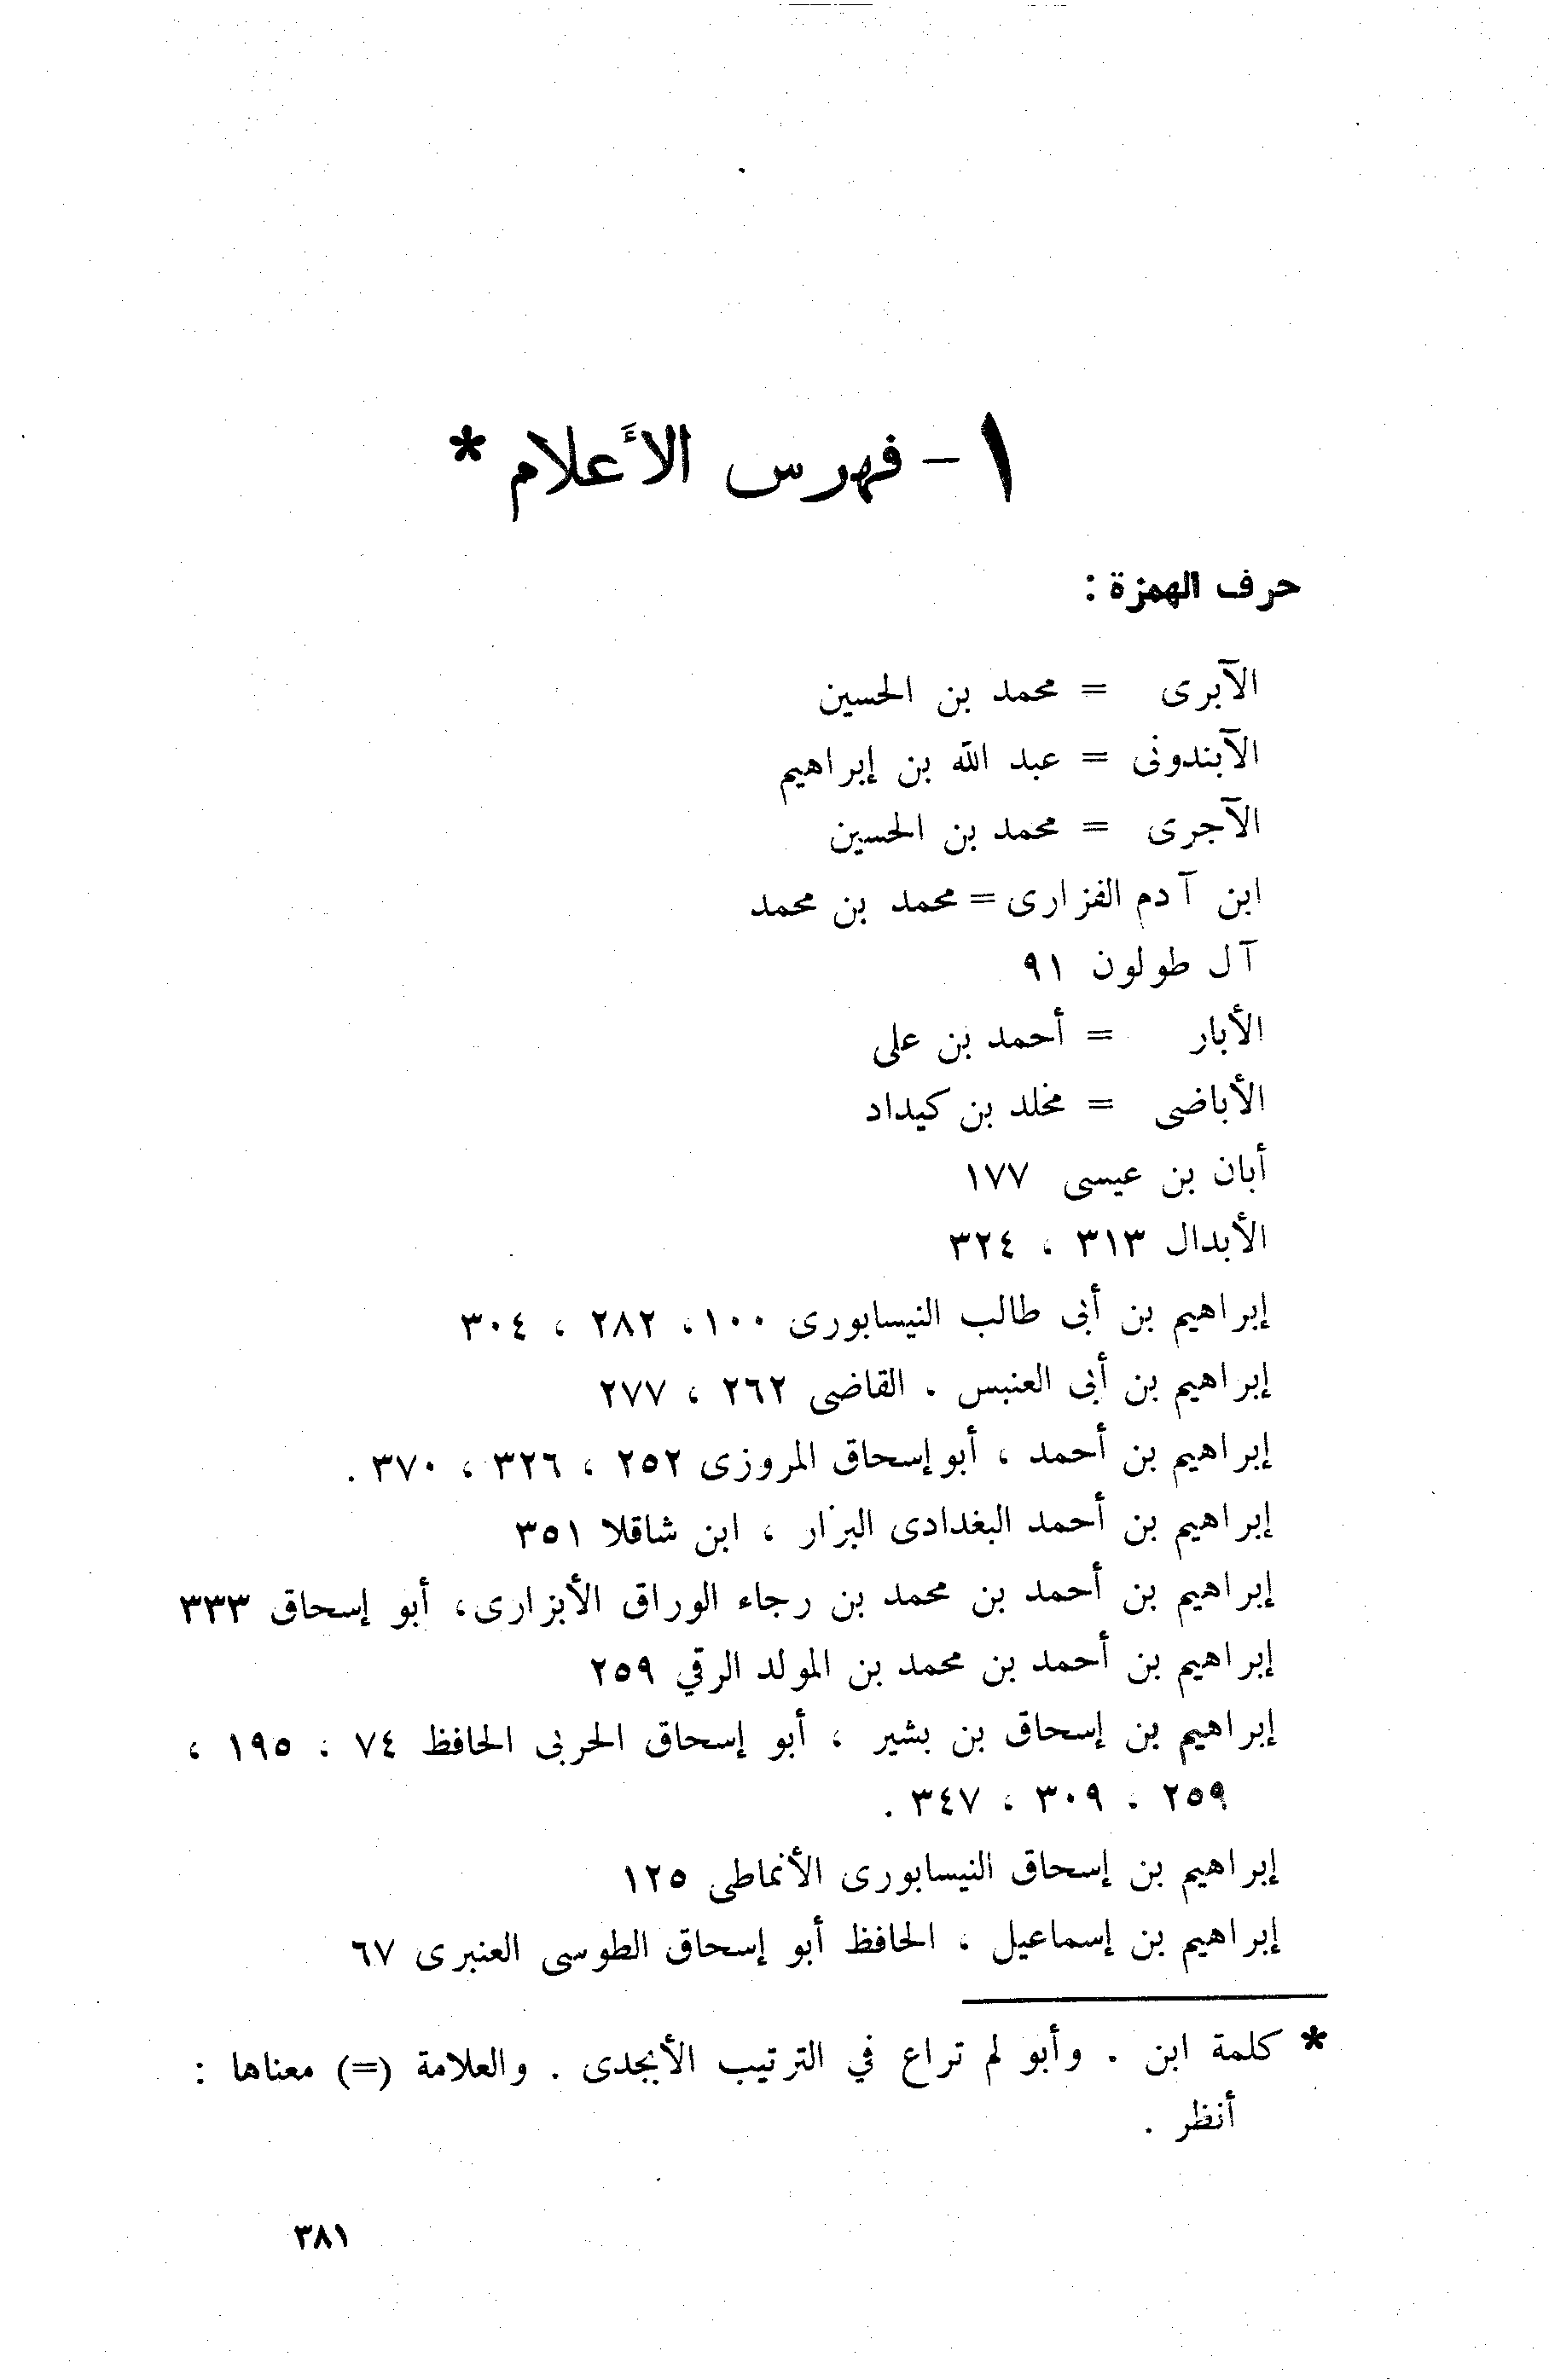 ١ - فهرس الأعلام *
حرف الهمزة :
الآبرى = محمد بن الحسين
الآبندونى = عبد الله بن إبراهيم
الآجرى = محمد بن الحسين
ابن آدم الفزارى = محمد بن محمد
آل طولون ٩١
الأبار = أحمد بن على
الأباضى = مخلد بن كيداد
أبان بن عيسى ١٧٧
الأبدال ٣١٣ ، ٣٢٤
إبراهيم بن أبى طالب النيسابورى ١٠٠، ٢٨٢ ، ٣٠٤
إبراهيم بن أبى العنبس . القاضى ٢٦٢ ، ٢٧٧
إبراهيم بن أحمد ، أبو إسحاق المروزى ٢٥٢ ، ٣٢٦ ، ٣٧٠ .
إبراهيم بن أحمد البغدادى البزار ، ابن شاقلا ٣٥١
إبراهيم بن أحمد بن محمد بن رجاء الوراق الأبزارى، أبو إسحاق ٣٣٣
إبراهيم بن أحمد بن محمد بن المولد الرقي ٢٥٩
إبراهيم بن إسحاق بن بشير ، أبو إسحاق الحربى الحافظ ٧٤ ، ١٩٥ ،
٢٥٩ ، ٣٠٩ ، ٣٤٧ .
إبراهيم بن إسحاق النيسابورى الأنماطى ١٢٥
إبراهيم بن إسماعيل ، الحافظ أبو إسحاق الطوسى العنبرى ٦٧
* كلمة ابن . وأبو لم تراع في الترتيب الأبجدى . والعلامة (=) معناها :
أنظر .
٣٨١